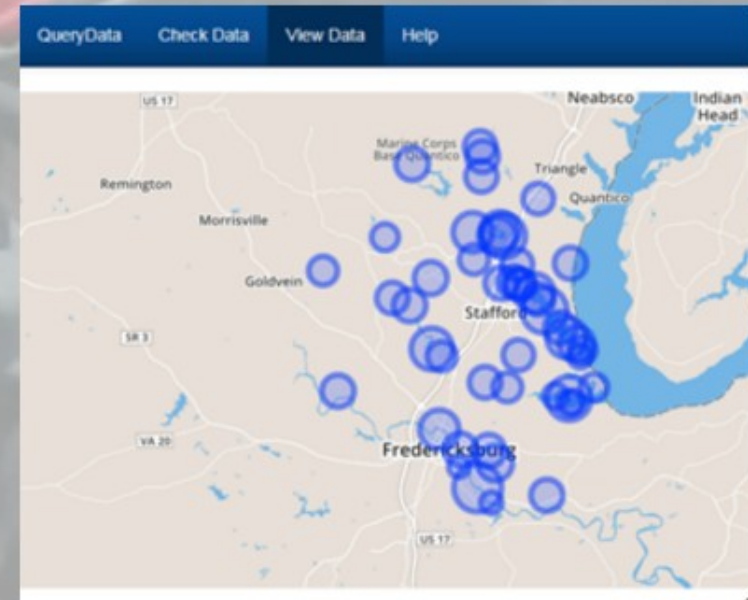 QueryData Check Data View Data Help
US 17
Neabsco
Indian
Head
Marine Corps
Base Quantico
Triangle
Remington
Quantico
Morrisville
Goldvein
Stafford
SR 3
VA 20
Fredericksburg
US 17